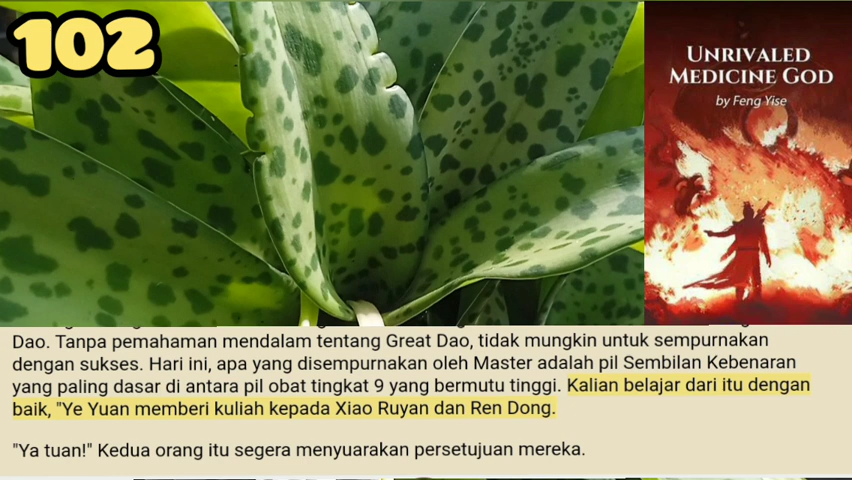 102
UNRIVALED
MEDICINE GOD
by Feng Yise
Dao. Tanpa pemahaman mendalam tentang Great Dao, tidak mungkin untuk sempurnakan
dengan sukses. Hari ini, apa yang disempurnakan oleh Master adalah pil Sembilan Kebenaran
yang paling dasar di antara pil obat tingkat 9 yang bermutu tinggi. Kalian belajar dari itu dengan
baik, "Ye Yuan memberi kuliah kepada Xiao Ruyan dan Ren Dong.
"Ya tuan!" Kedua orang itu segera menyuarakan persetujuan mereka.